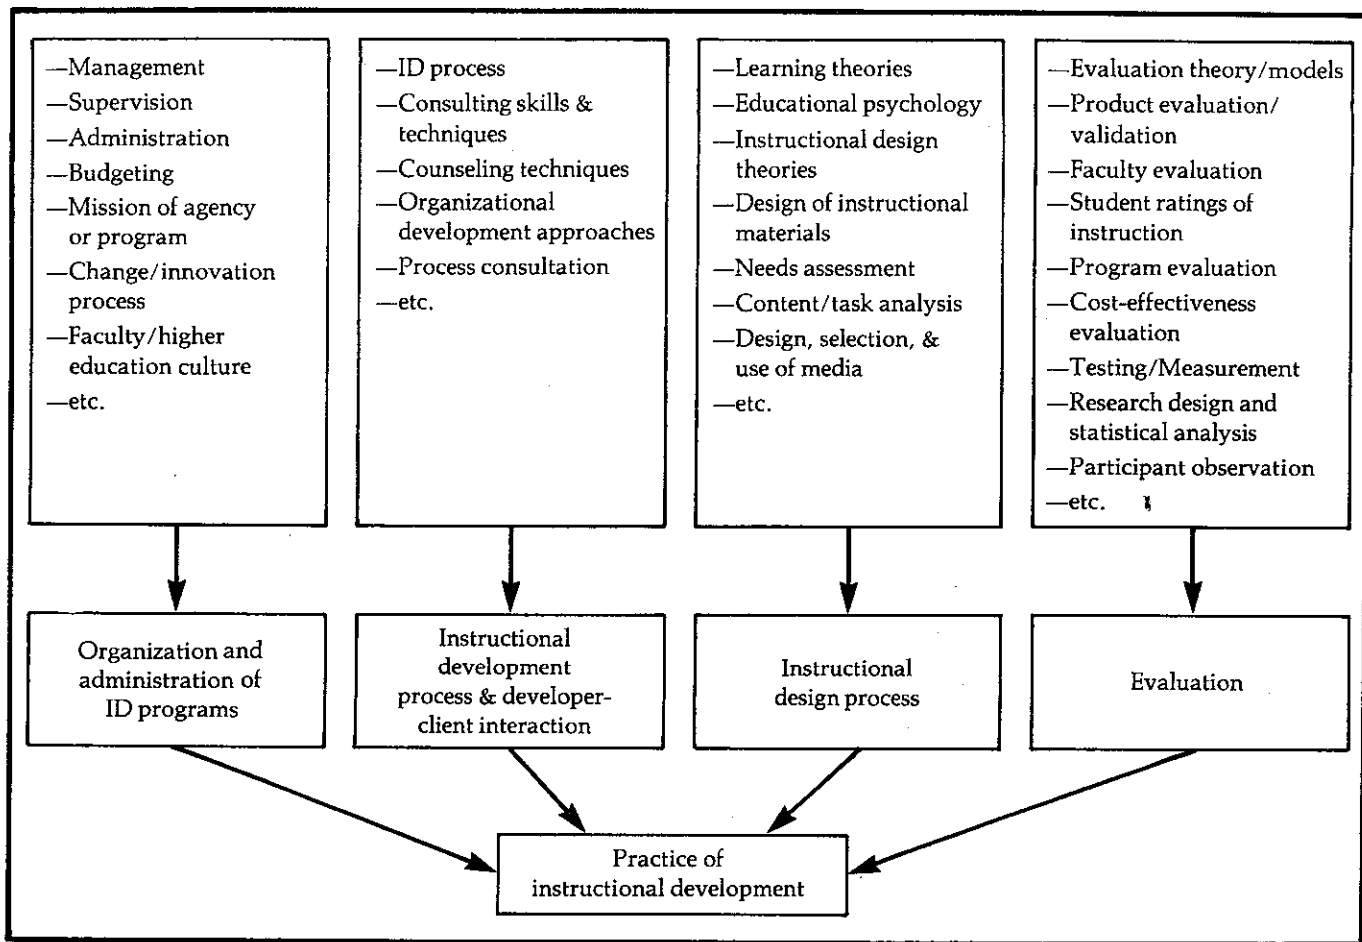 —Management
—Supervision
—Administration
—Budgeting
—Mission of agency
or program
—Change/innovation
process
—Faculty/higher
education culture
—etc.
—ID process
—Consulting skills &
techniques
—Counseling techniques
—Organizational
development approaches
—Process consultation
—etc.
—Learning theories
—Educational psychology
—Instructional design
theories
—Design of instructional
materials
—Needs assessment
—Content/task analysis
—Design, selection, &
use of media
—etc.
—Evaluation theory/models
—Product evaluation/
validation
—Faculty evaluation
—Student ratings of
instruction
—Program evaluation
—Cost-effectiveness
evaluation
—Testing/Measurement
—Research design and
statistical analysis
—Participant observation
—etc.
Organization and
administration of
ID programs
Instructional
development
process & developer-
client interaction
Instructional
design process
Evaluation
Practice of
instructional development